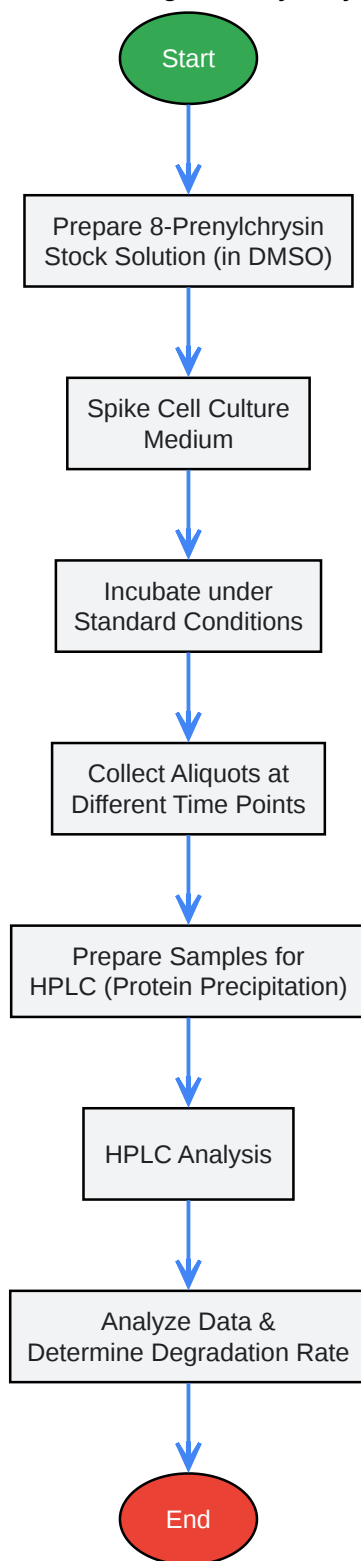 Start
Prepare 8-Prenylchrysin
Stock Solution (in DMSO)
Spike Cell Culture
Medium
Incubate under
Standard Conditions
Collect Aliquots at
Different Time Points
Prepare Samples for
HPLC (Protein Precipitation)
HPLC Analysis
Analyze Data &
Determine Degradation Rate
End